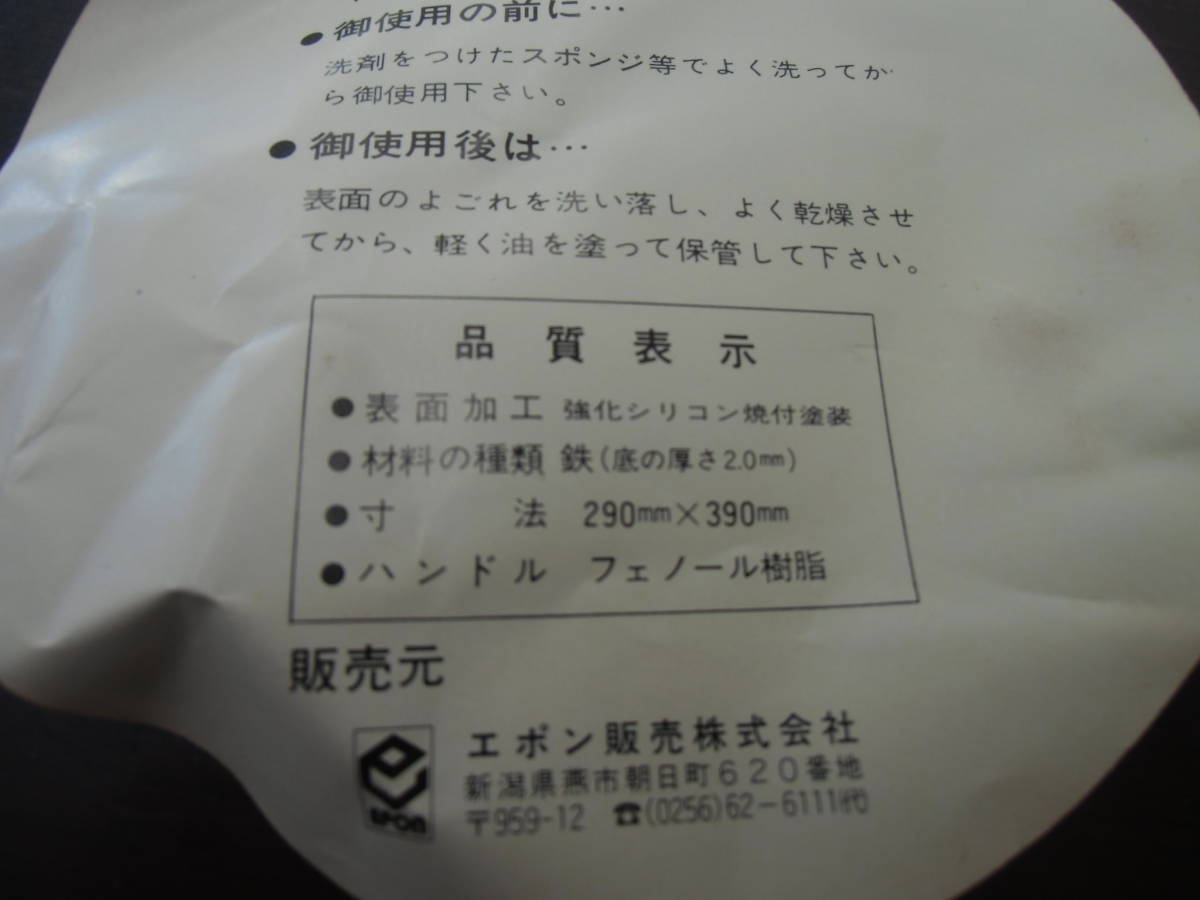 ●御使用の前に…
洗剤をつけたスポンジ等でよく洗ってか
ら御使用下さい。
●御使用後は…
表面のよごれを洗い落し、よく乾燥させ
てから、軽く油を塗って保管して下さい。
品質表示
●表面加工 強化シリコン焼付塗装
●材料の種類 鉄(底の厚さ2.0㎜)
●寸法 290㎜×390㎜
●ハンドル フェノール樹脂
販売元
エポン販売株式会社
新潟県燕市朝日町620番地
〒959-12 ☎(0256)62-6111㈹
EPON